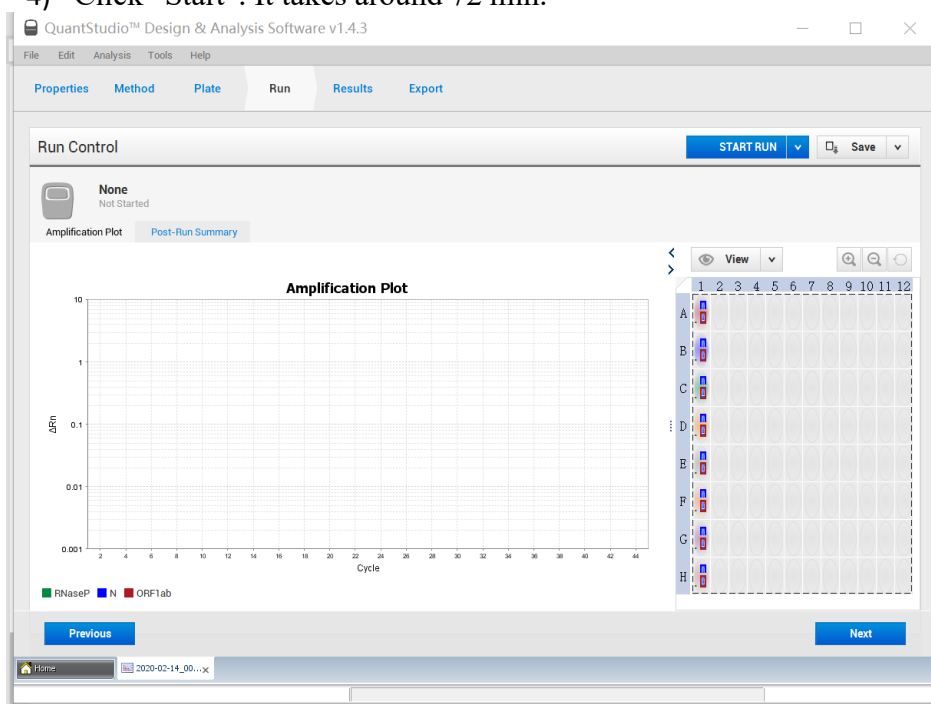 4) Click "Start". It takes around 72 min.
QuantStudio™ Design & Analysis Software v1.4.3
File Edit Analysis Tools Help
Properties Method Plate Run Results Export
Run Control
START RUN
Save
None
Not Started
Amplification Plot Post-Run Summary
View
Amplification Plot
1 2 3 4 5 6 7 8 9 10 11 12
A
B
C
D
E
F
G
H
10
1
0.1
0.01
0.001
ΔRn
2 4 6 8 10 12 14 16 18 20 22 24 26 28 30 32 34 36 38 40 42 44
Cycle
RNaseP N ORF1ab
Previous
Next
Home
2020-02-14_00...x